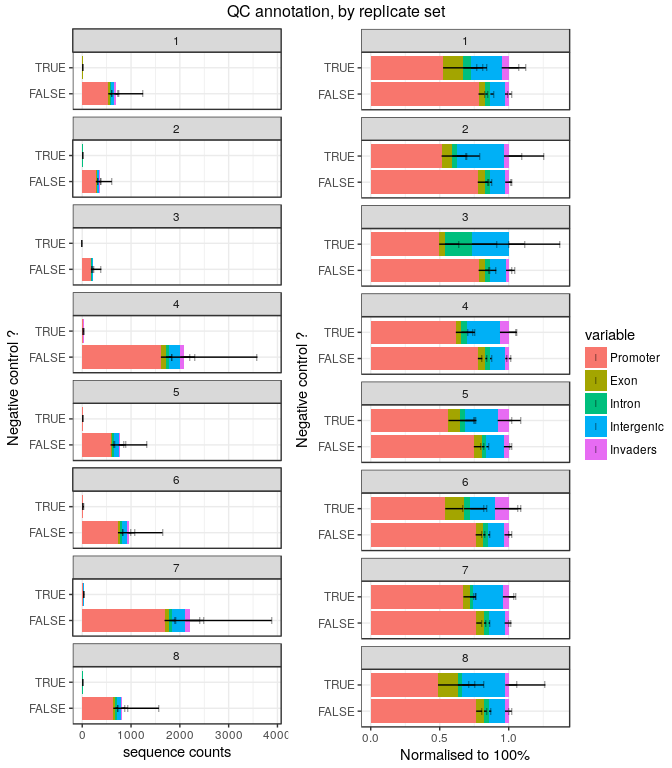 QC annotation, by replicate set
Negative control ?
1
TRUE
FALSE
2
TRUE
FALSE
3
TRUE
FALSE
4
TRUE
FALSE
5
TRUE
FALSE
6
TRUE
FALSE
7
TRUE
FALSE
8
TRUE
FALSE
0 1000 2000 3000 400
sequence counts
Negative control ?
1
TRUE
FALSE
2
TRUE
FALSE
3
TRUE
FALSE
4
TRUE
FALSE
5
TRUE
FALSE
6
TRUE
FALSE
7
TRUE
FALSE
8
TRUE
FALSE
0.0 0.5 1.0
Normalised to 100%
variable
Promoter
Exon
Intron
Intergenic
Invaders